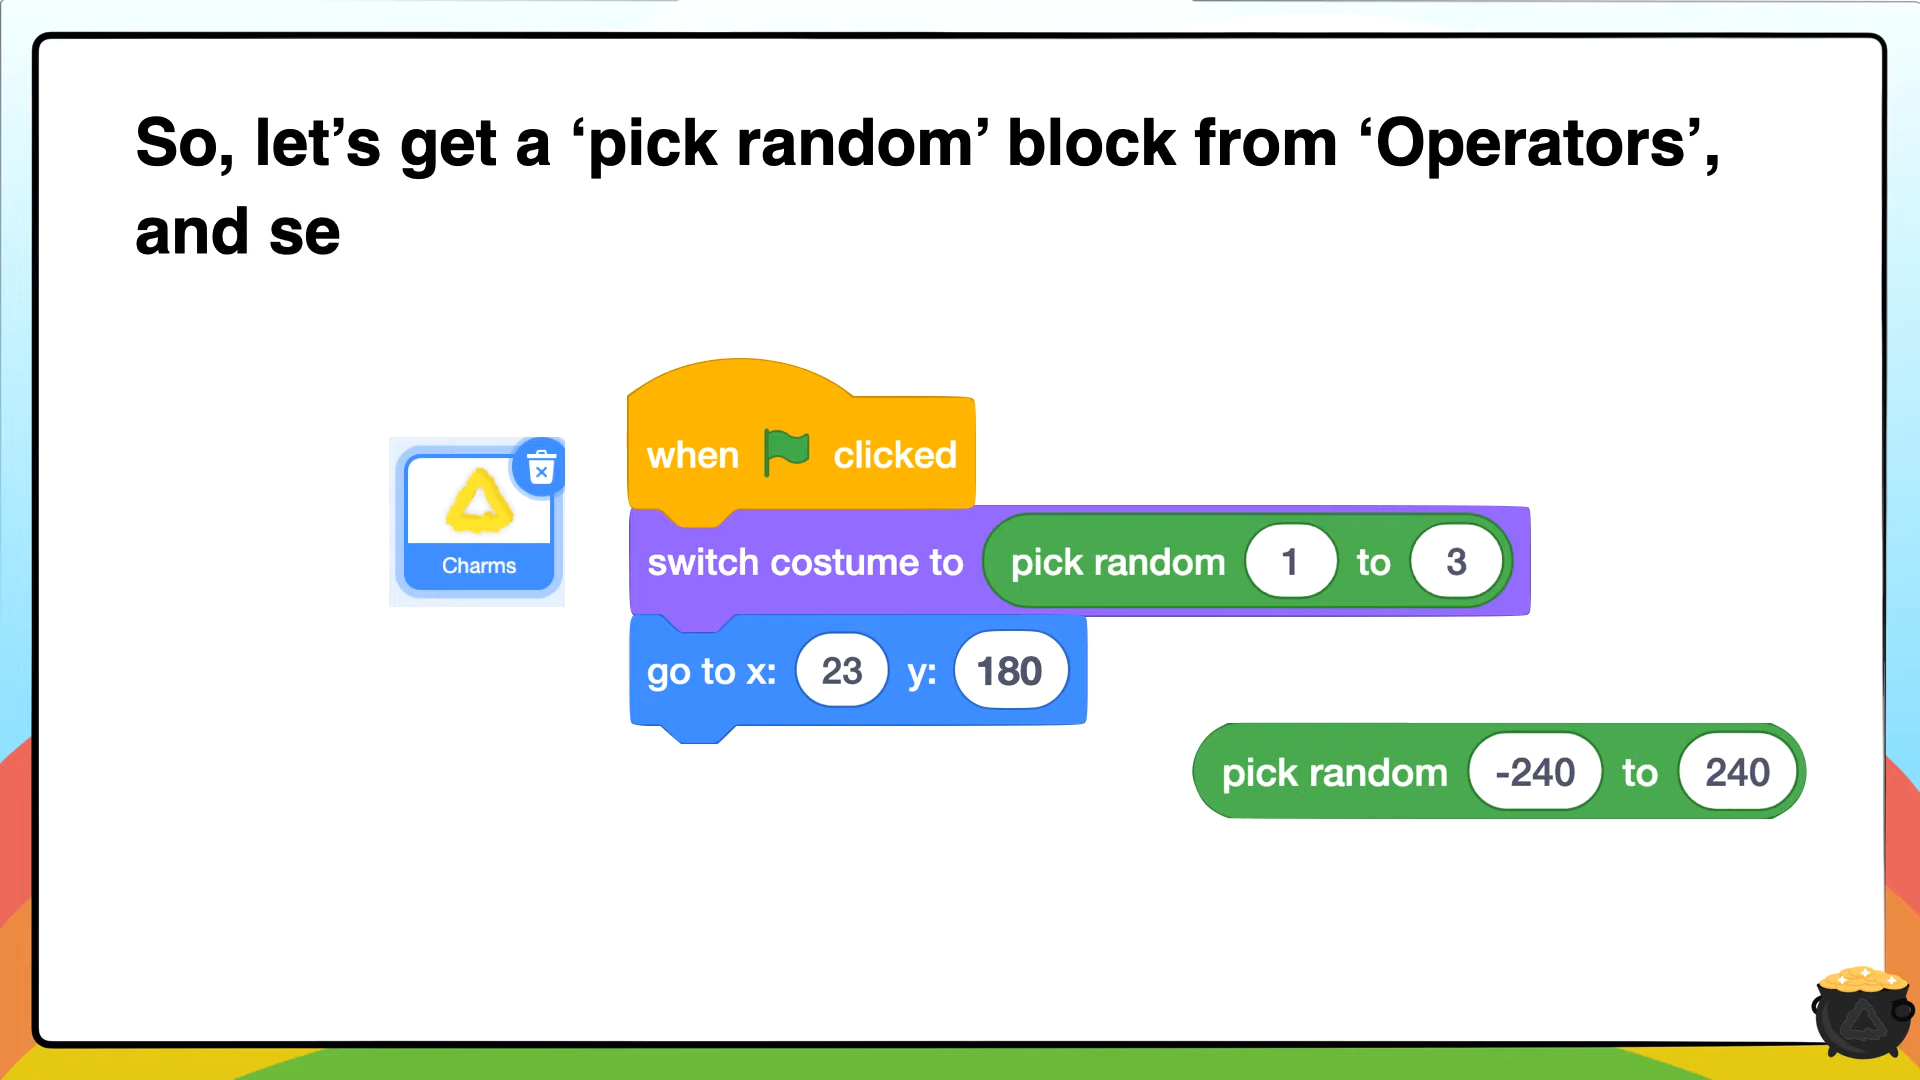 So, let’s get a ‘pick random’ block from ‘Operators’,
and se
when clicked
Charms
switch costume to pick random 1 to 3
go to x: 23 y: 180
pick random -240 to 240